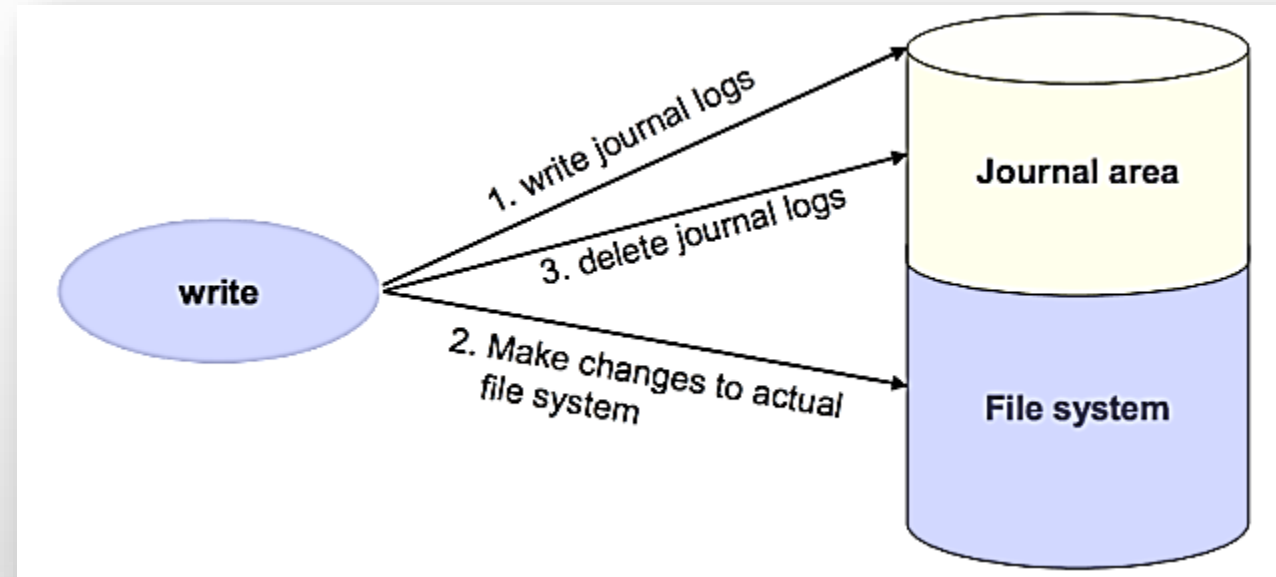 1. write journal logs
Journal area
3. delete journal logs
write
2. Make changes to actual
file system
File system